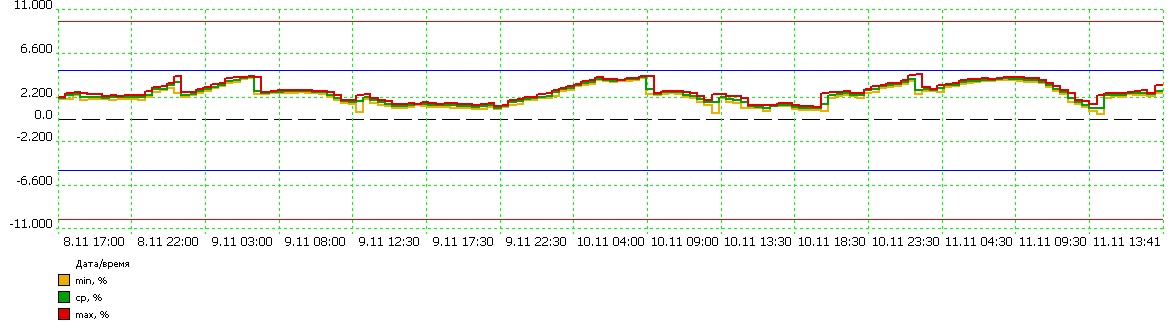 11.000
6.600
2.200
0.0
-2.200
-6.600
-11.000
8.11 17:00 8.11 22:00 9.11 03:00 9.11 08:00 9.11 12:30 9.11 17:30 9.11 22:30 10.11 04:00 10.11 09:00 10.11 13:30 10.11 18:30 10.11 23:30 11.11 04:30 11.11 09:30 11.11 13:41
Дата/время
min, %
ср, %
max, %